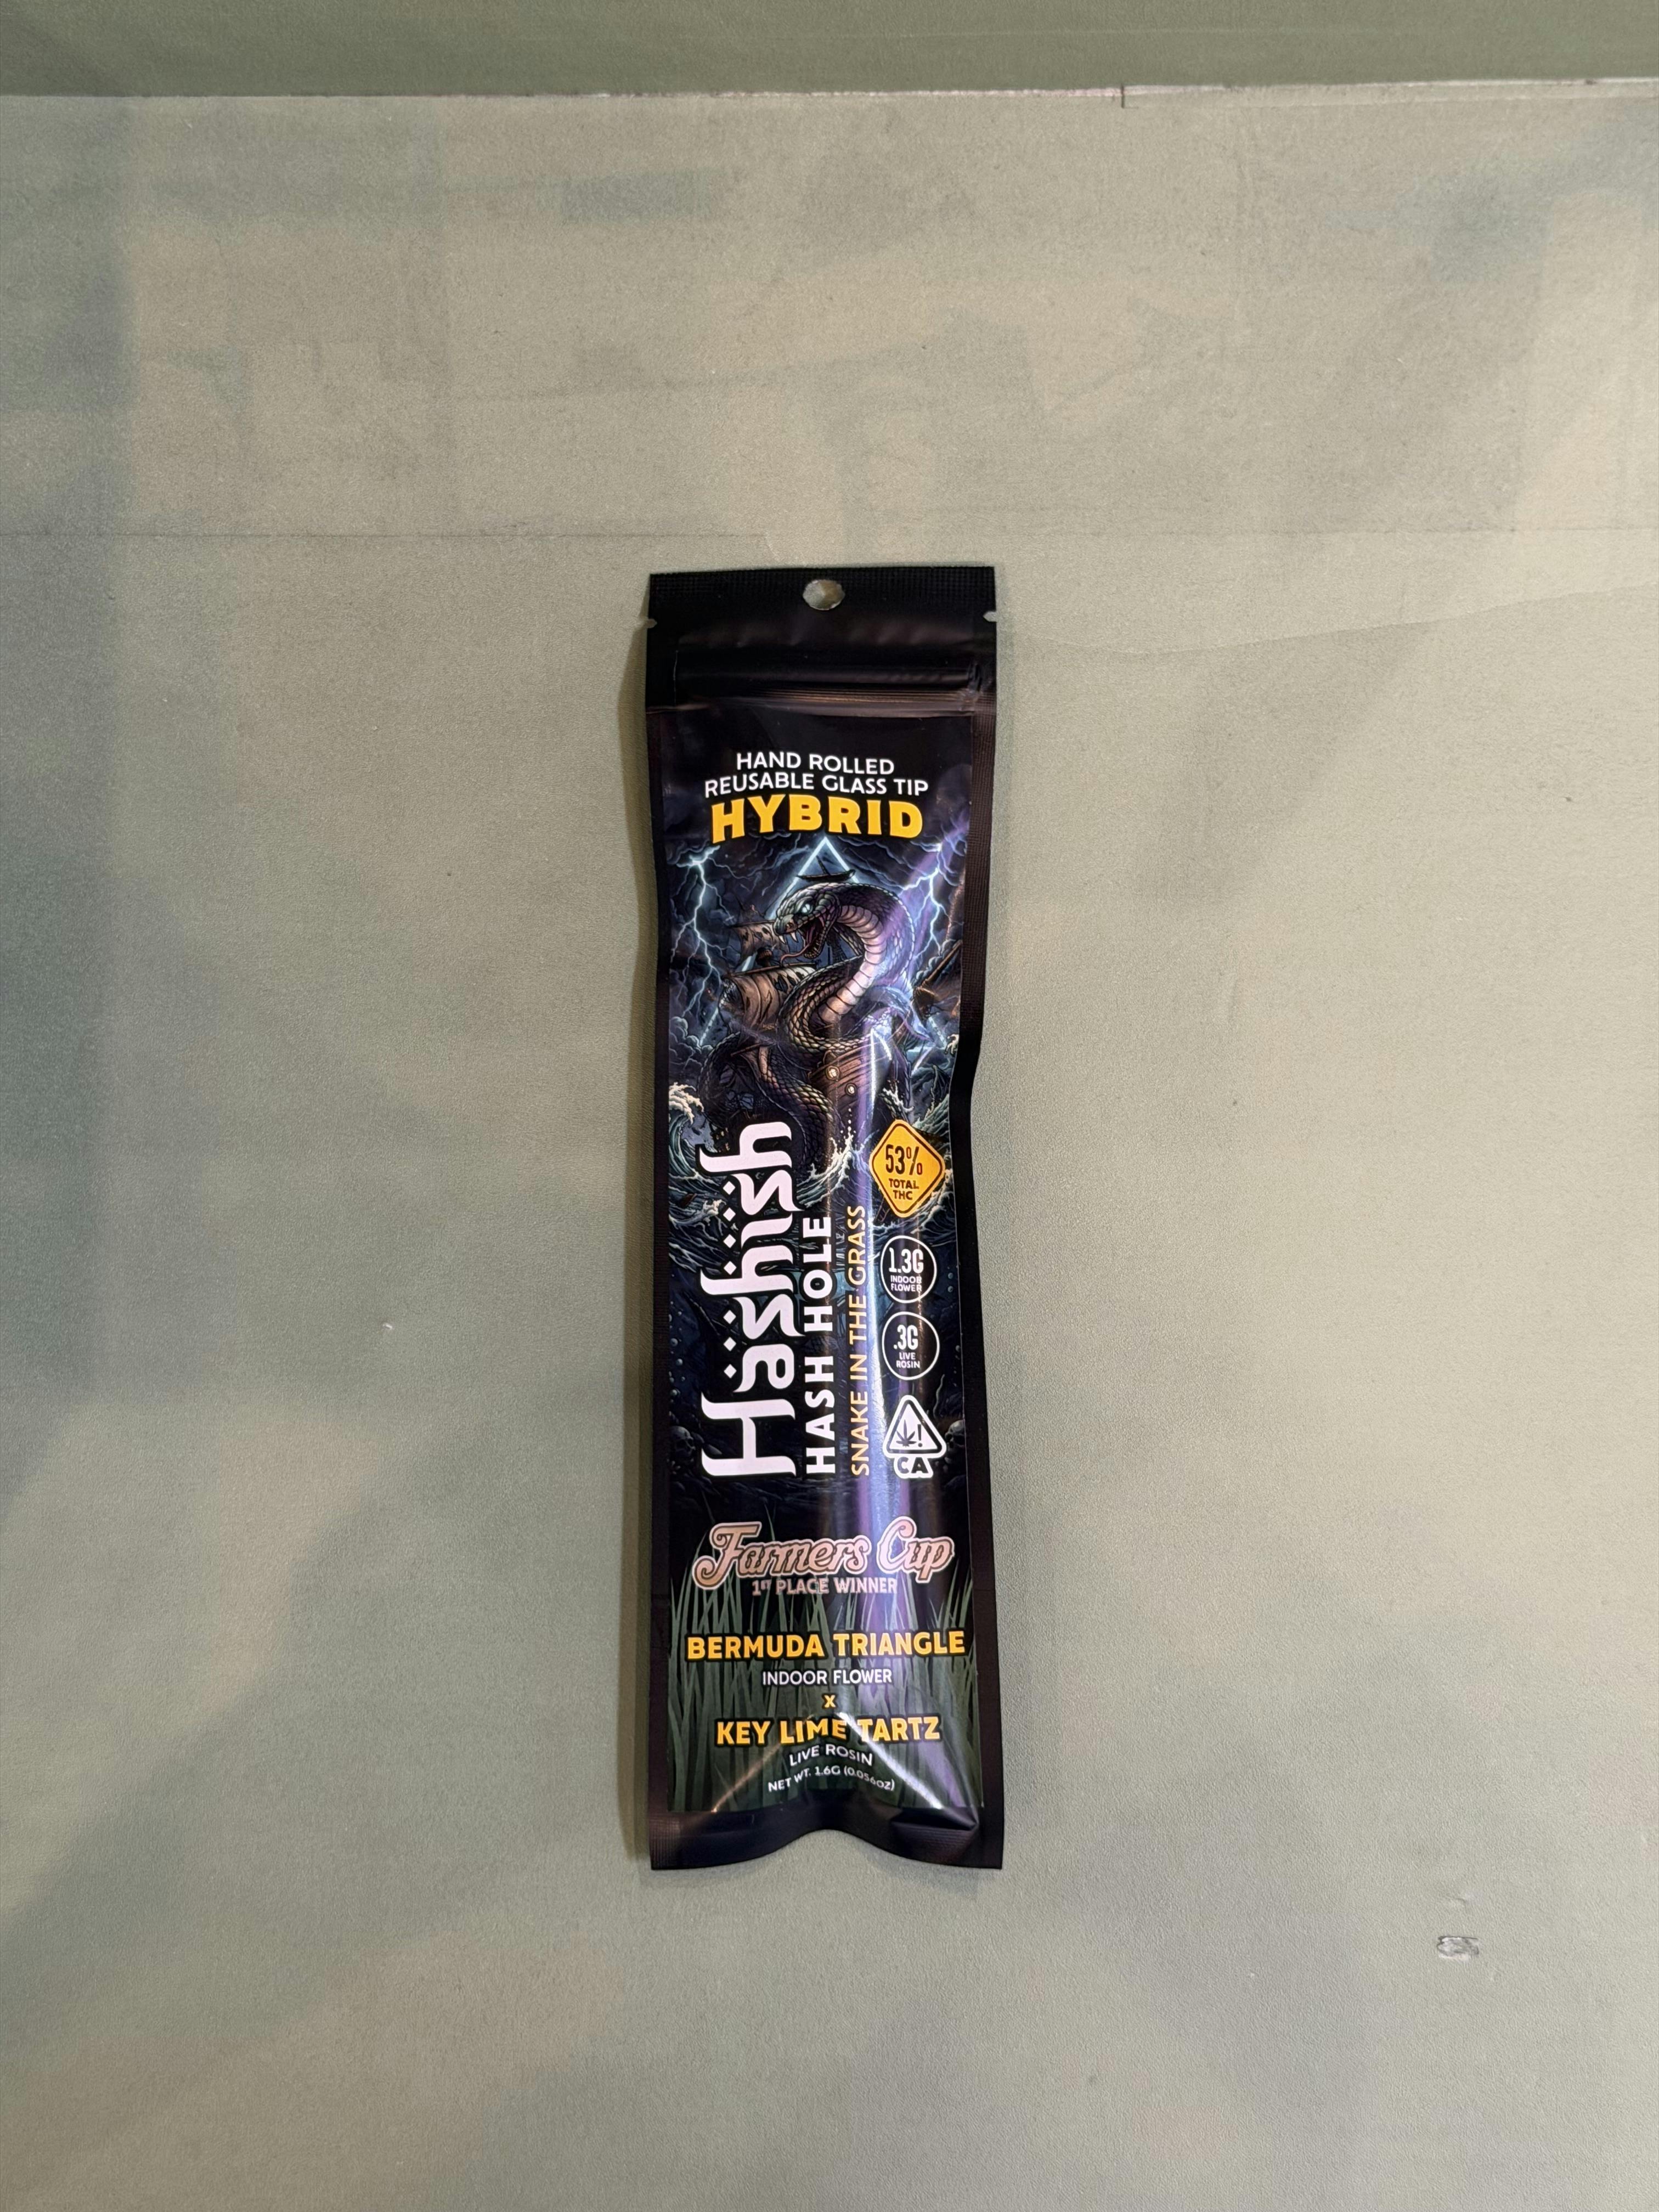 HAND ROLLED
REUSABLE GLASS TIP
HYBRID
Hashish
HASH HOLE
SNAKE IN THE GRASS
53%
TOTAL
THC
1.3G
INDOOR
FLOWER
.3G
LIVE
ROSIN
!
CA
Farmers Cup
1ST PLACE WINNER
BERMUDA TRIANGLE
INDOOR FLOWER
X
KEY LIME TARTZ
LIVE ROSIN
NET WT. 1.6G (0.056OZ)